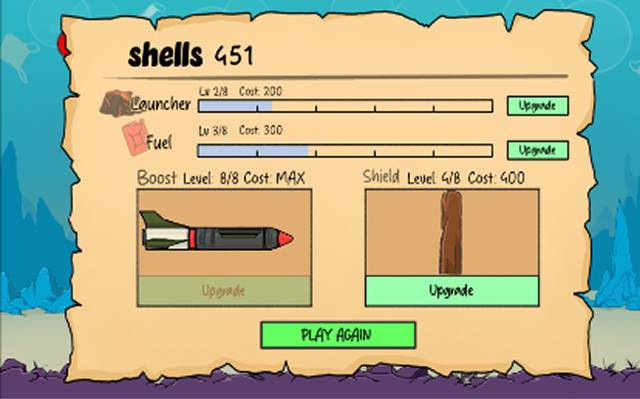 shells 451
Lv 2/8 Cost: 200
Launcher
Upgrade
Lv 3/8 Cost: 300
Fuel
Upgrade
Boost Level: 8/8 Cost: MAX
Shield Level: 4/8 Cost: 400
Upgrade
Upgrade
PLAY AGAIN